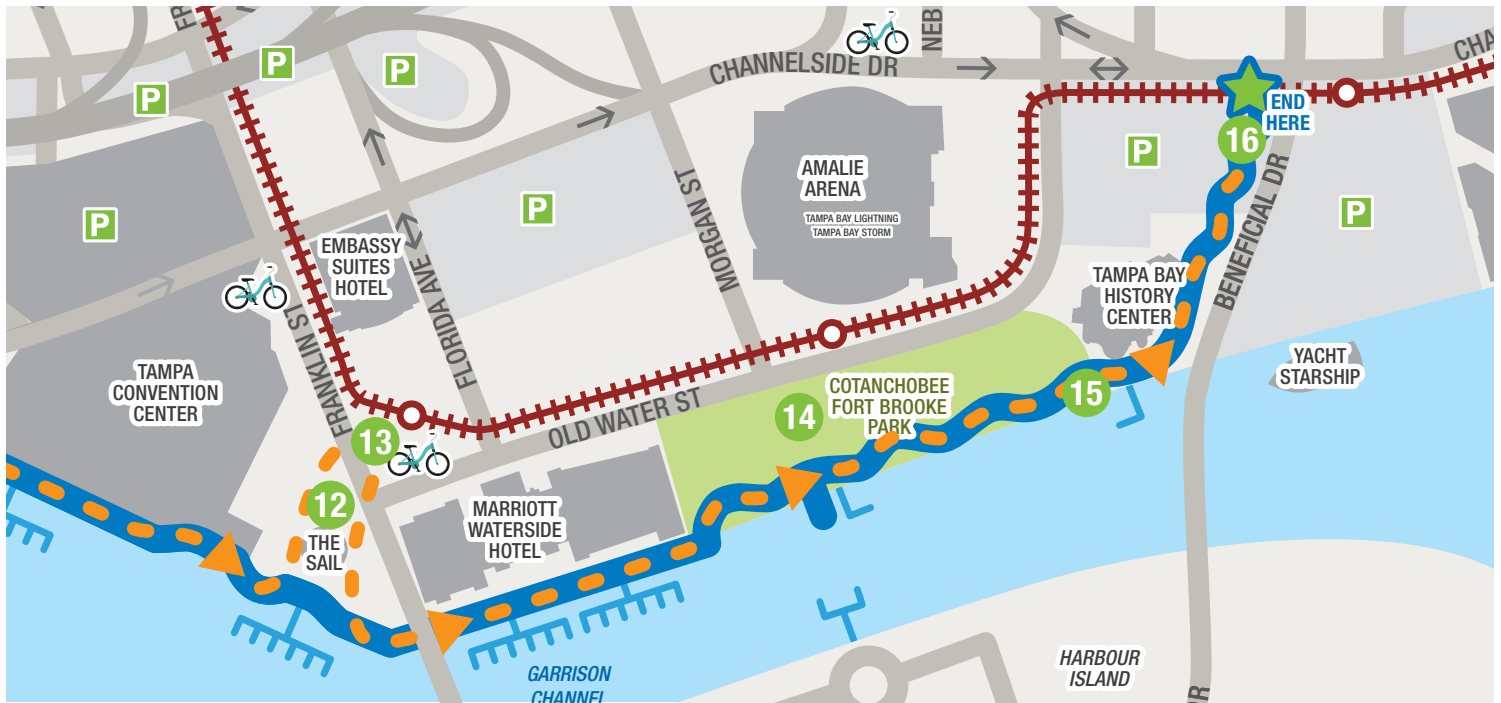 FR
NEB
CHANNELSIDE DR
CHA
P
P
P
END
HERE
16
P
AMALIE
ARENA
TAMPA BAY LIGHTNING
TAMPA BAY STORM
MORGAN ST
BENEFICIAL DR
P
P
P
EMBASSY
SUITES
HOTEL
FLORIDA AVE
TAMPA BAY
HISTORY
CENTER
FRANKLIN ST
TAMPA
CONVENTION
CENTER
YACHT
STARSHIP
COTANCHOBEE
FORT BROOKE
PARK
14
15
OLD WATER ST
13
12
THE
SAIL
MARRIOTT
WATERSIDE
HOTEL
GARRISON
CHANNEL
HARBOUR
ISLAND
DR